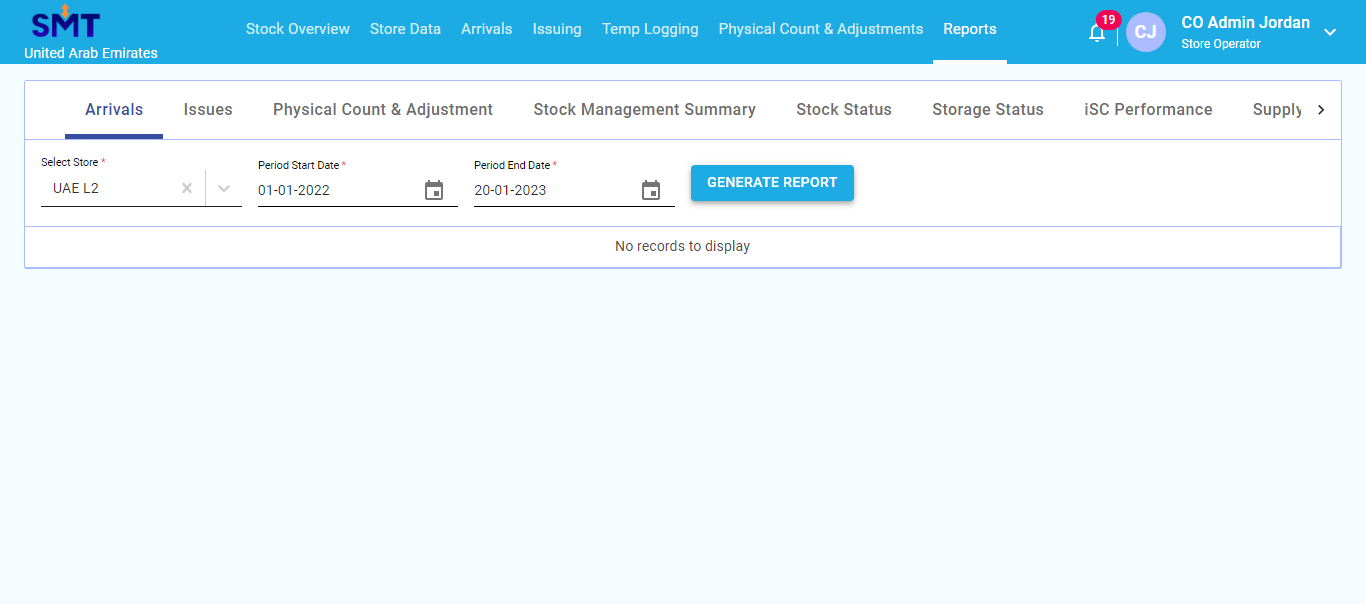 SMT
United Arab Emirates
Stock Overview Store Data Arrivals Issuing Temp Logging Physical Count & Adjustments Reports
19
CJ
CO Admin Jordan
Store Operator
Arrivals Issues Physical Count & Adjustment Stock Management Summary Stock Status Storage Status iSC Performance Supply
Select Store * Period Start Date * Period End Date *
UAE L2 01-01-2022 20-01-2023 GENERATE REPORT
No records to display